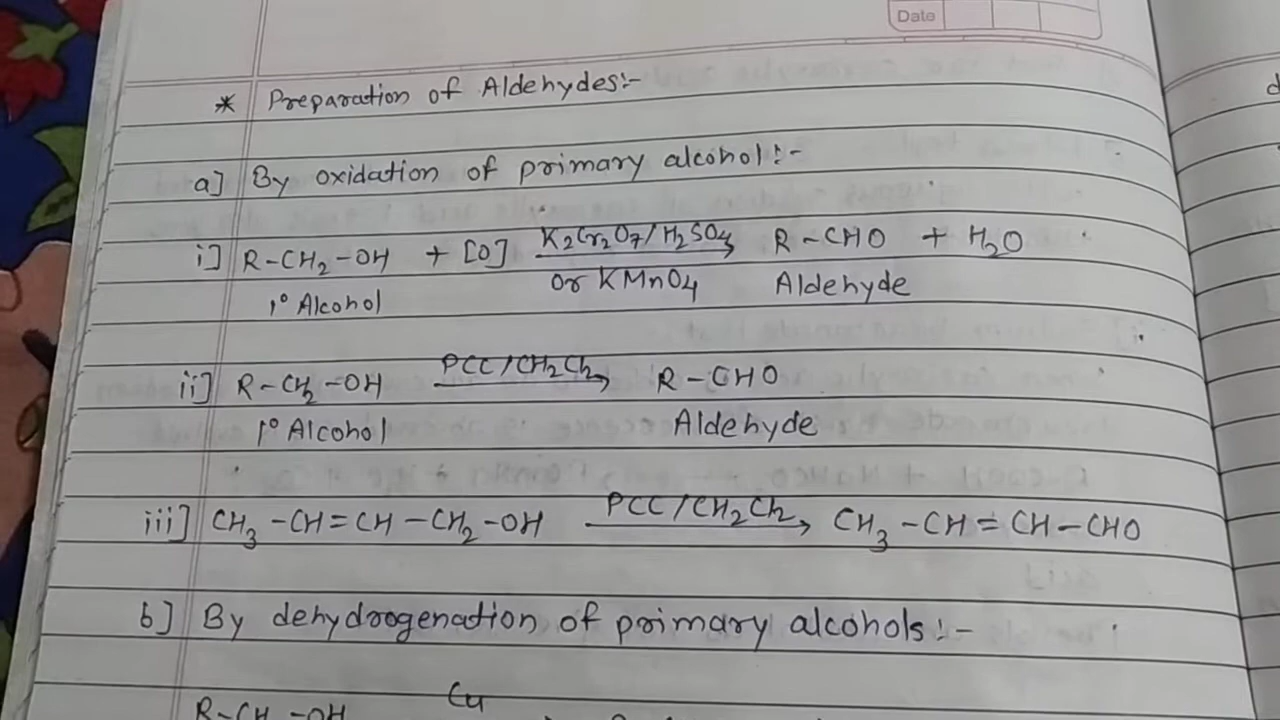 Date
* Preparation of Aldehydes:-
a] By oxidation of primary alcohol:-
i] R-CH2-OH + [O] K2Cr2O7/H2SO4 → R-CHO + H2O
or KMnO4
1° Alcohol Aldehyde
ii] R-CH2-OH PCC/CH2Cl2 → R-CHO
1° Alcohol Aldehyde
iii] CH3-CH=CH-CH2-OH PCC/CH2Cl2 → CH3-CH=CH-CHO
b] By dehydrogenation of primary alcohols:-
Cu
R-CH -OH